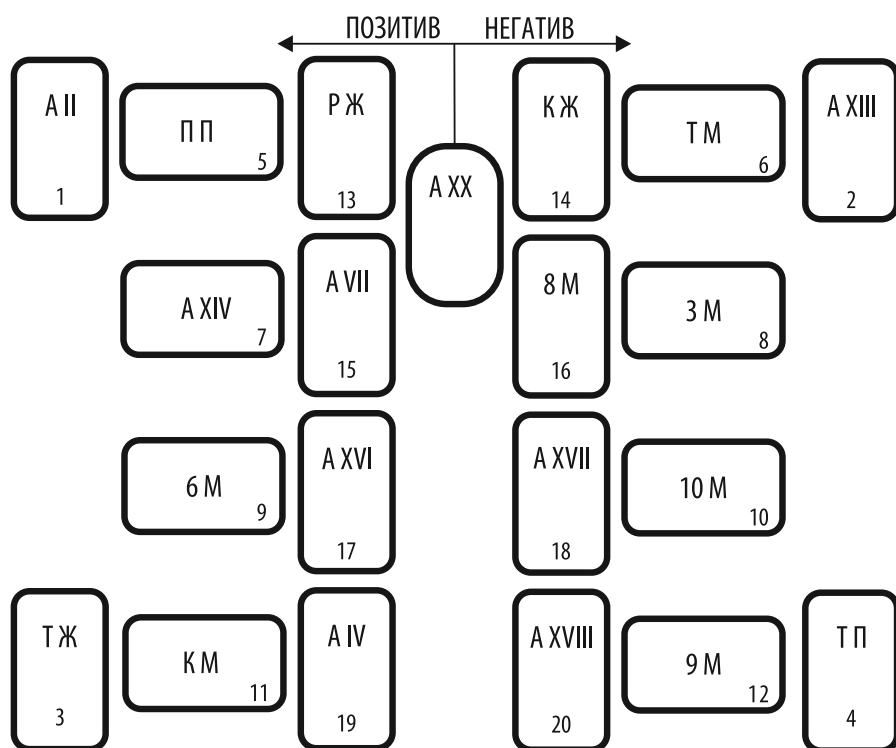 ПОЗИТИВ НЕГАТИВ
А II
1
П П
5
Р Ж
13
А XX
К Ж
14
Т М
6
А XIII
2
А XIV
7
А VII
15
8 М
16
3 М
8
6 М
9
А XVI
17
А XVII
18
10 М
10
Т Ж
3
К М
11
А IV
19
А XVIII
20
9 М
12
Т П
4